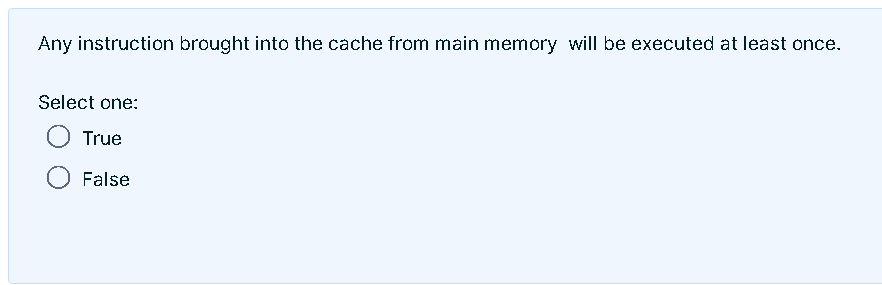 Any instruction brought into the cache from main memory will be executed at least once.
Select one:
True
False